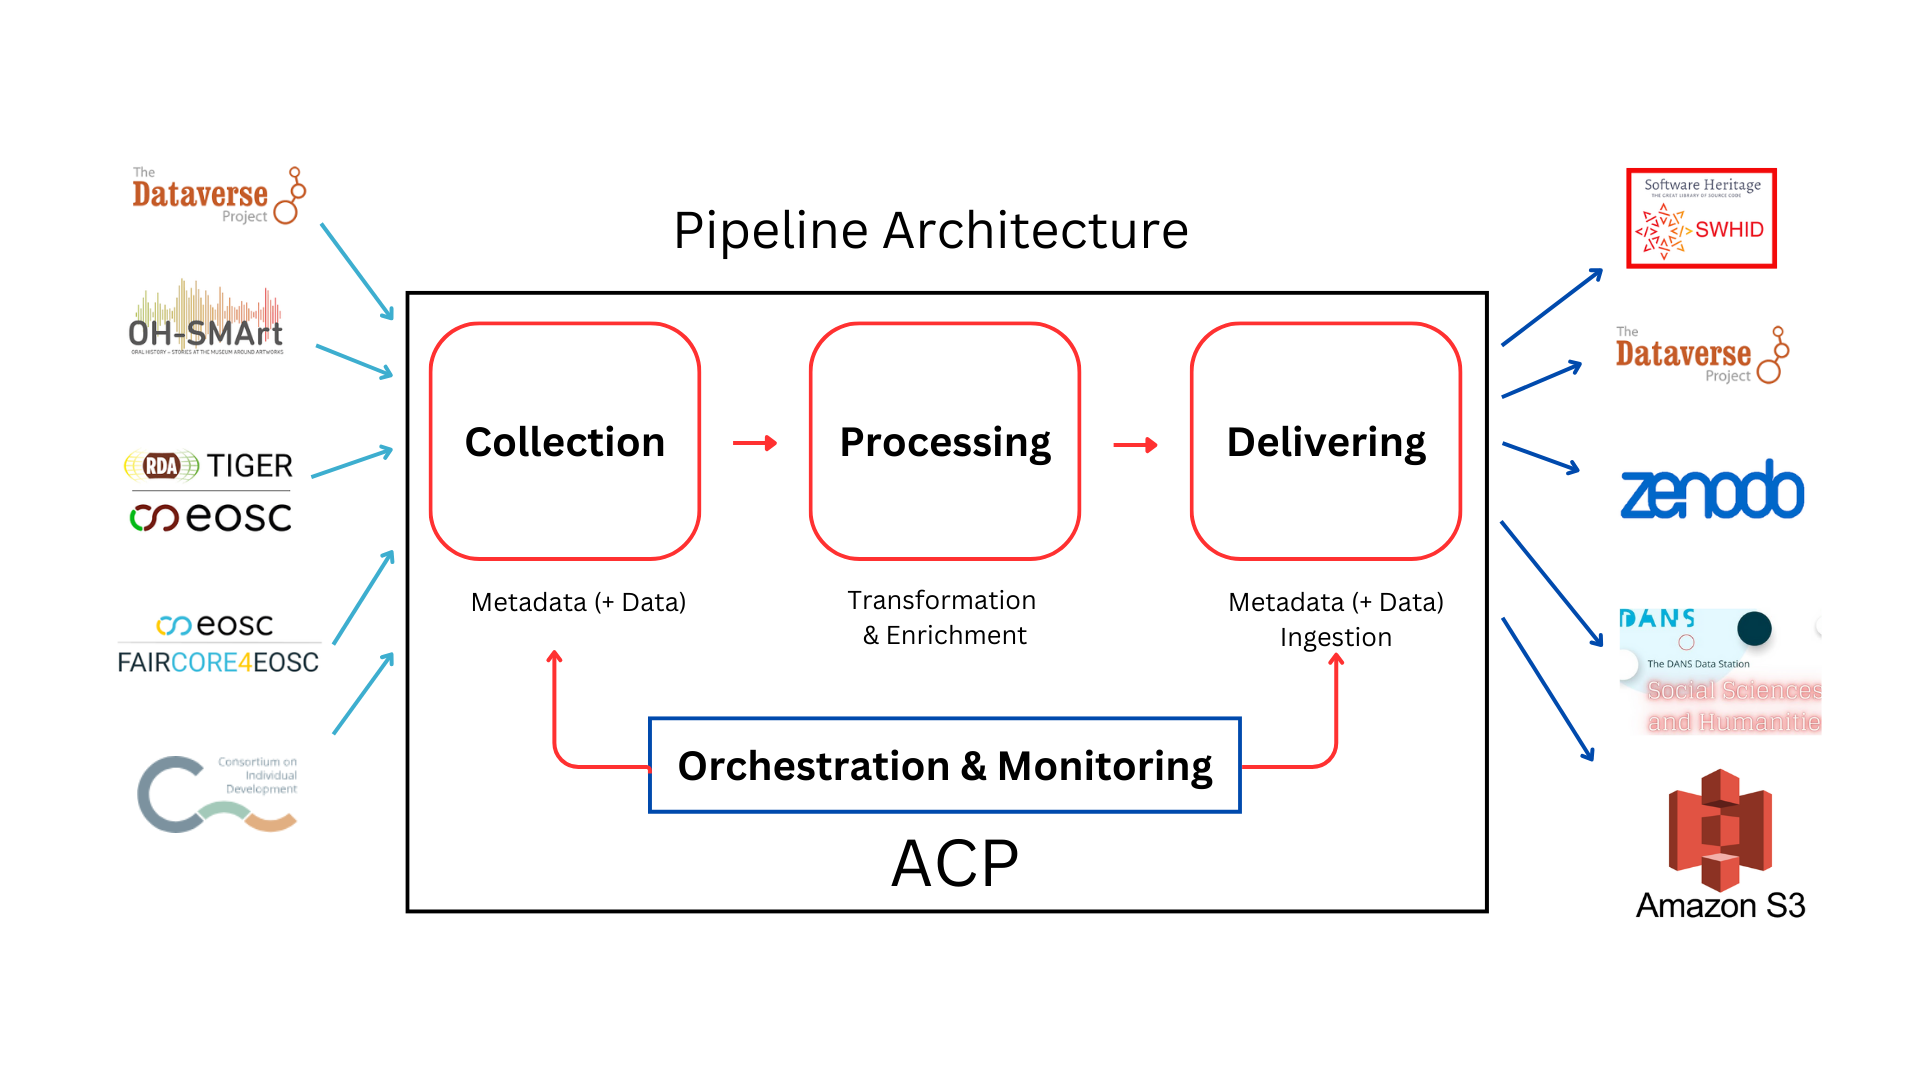 The
Dataverse
Project
OH-SMArt
ORAL HISTORY - STORIES AT THE MUSEUM AROUND ARTWORKS
RDA TIGER
eosc
eosc
FAIRCORE4EOSC
Consortium on
Individual
Development
Pipeline Architecture
Collection
Metadata (+ Data)
Processing
Transformation
& Enrichment
Delivering
Metadata (+ Data)
Ingestion
Orchestration & Monitoring
ACP
Software Heritage
THE GREAT LIBRARY OF SOURCE CODE
SWHID
The
Dataverse
Project
zenodo
DANS
The DANS Data Station
Social Sciences
and Humanitie
Amazon S3